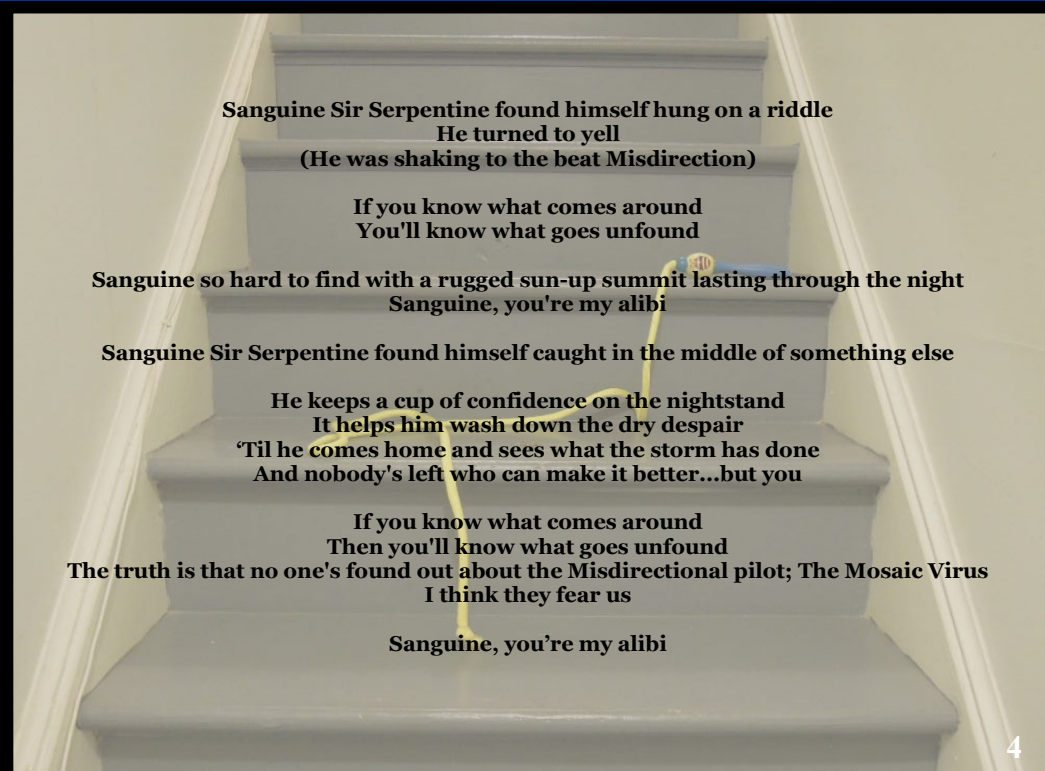 Sanguine Sir Serpentine found himself hung on a riddle
He turned to yell
(He was shaking to the beat Misdirection)
If you know what comes around
You'll know what goes unfound
Sanguine so hard to find with a rugged sun-up summit lasting through the night
Sanguine, you're my alibi
Sanguine Sir Serpentine found himself caught in the middle of something else
He keeps a cup of confidence on the nightstand
It helps him wash down the dry despair
‘Til he comes home and sees what the storm has done
And nobody's left who can make it better...but you
If you know what comes around
Then you'll know what goes unfound
The truth is that no one's found out about the Misdirectional pilot; The Mosaic Virus
I think they fear us
Sanguine, you’re my alibi
4